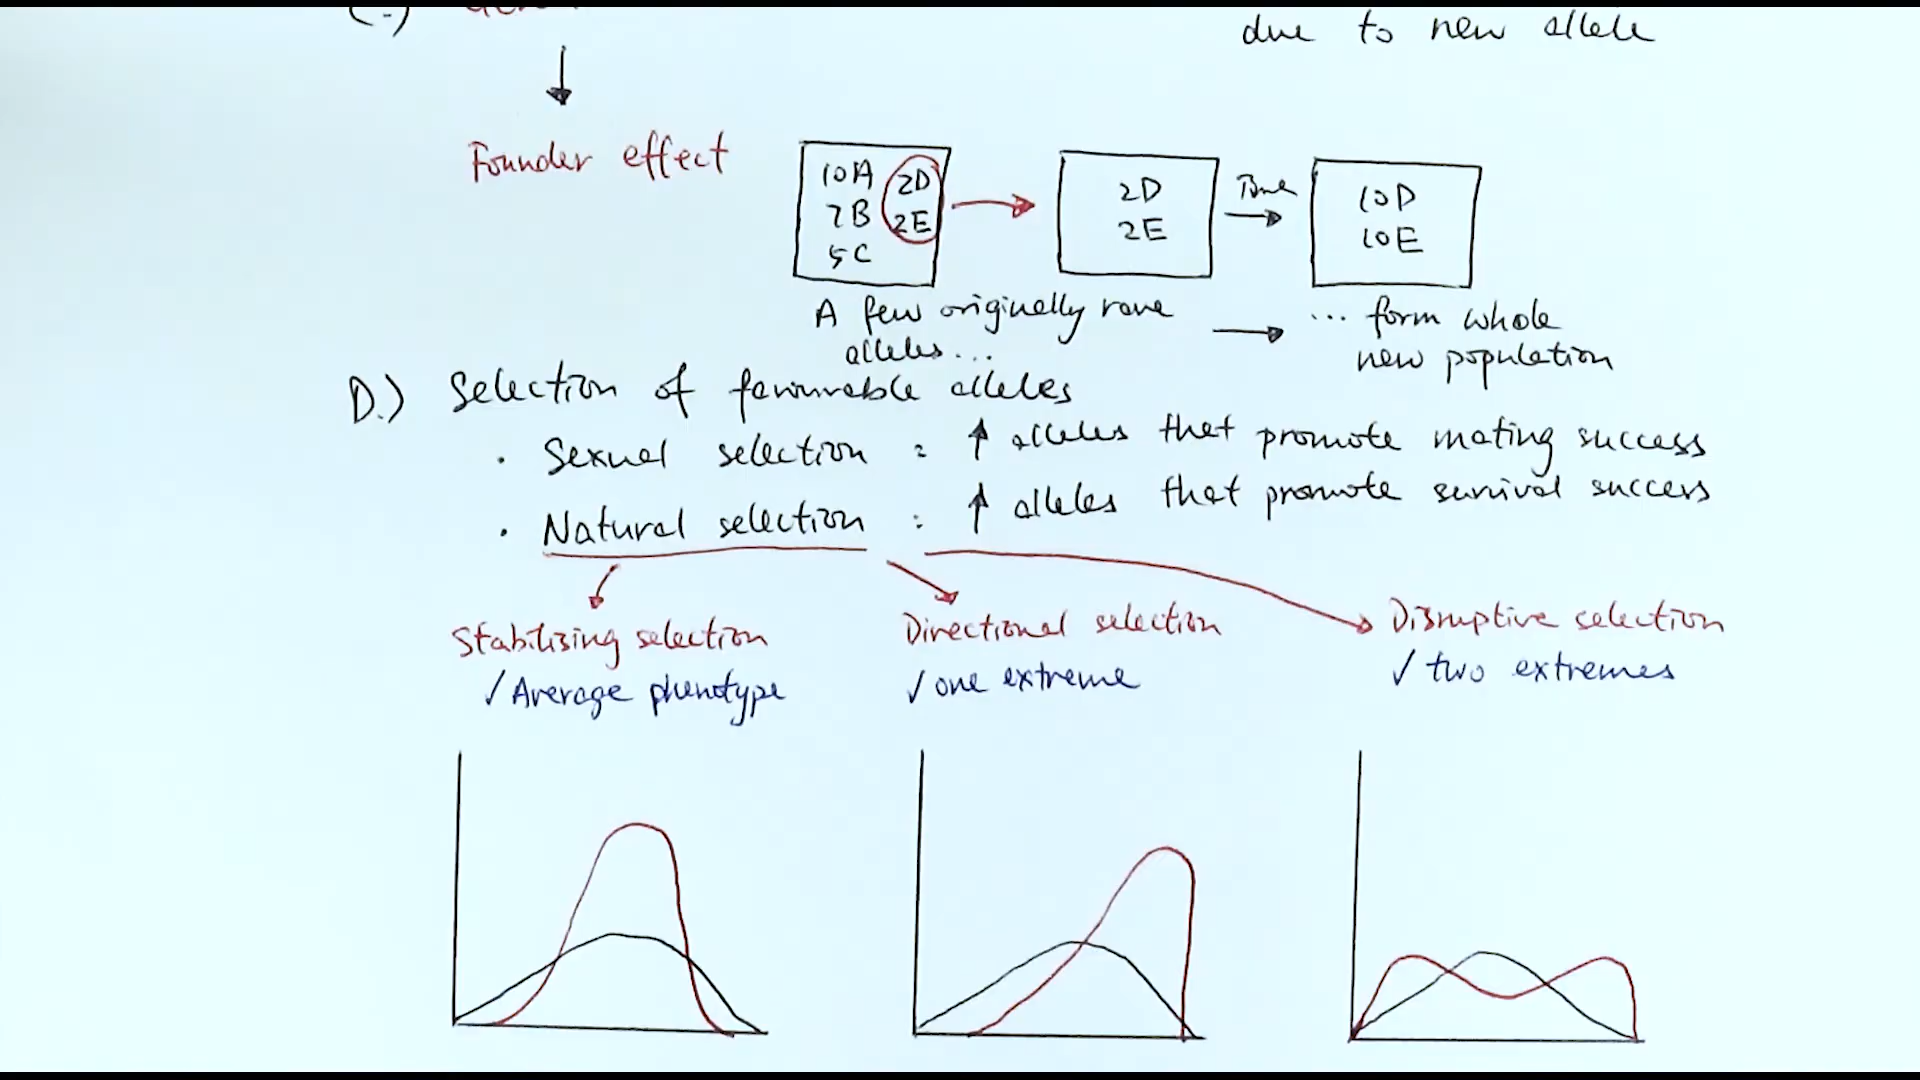 due to new allele
Founder effect
10A 2D
7B 2E
5C
2D
2E
Time
10D
10E
A few originally rare
alleles...
... form whole
new population
D.) Selection of favourable alleles
• Sexual selection : ↑ alleles that promote mating success
• Natural selection : ↑ alleles that promote survival success
Stabilising selection
✓ Average phenotype
Directional selection
✓ one extreme
Disruptive selection
✓ two extremes